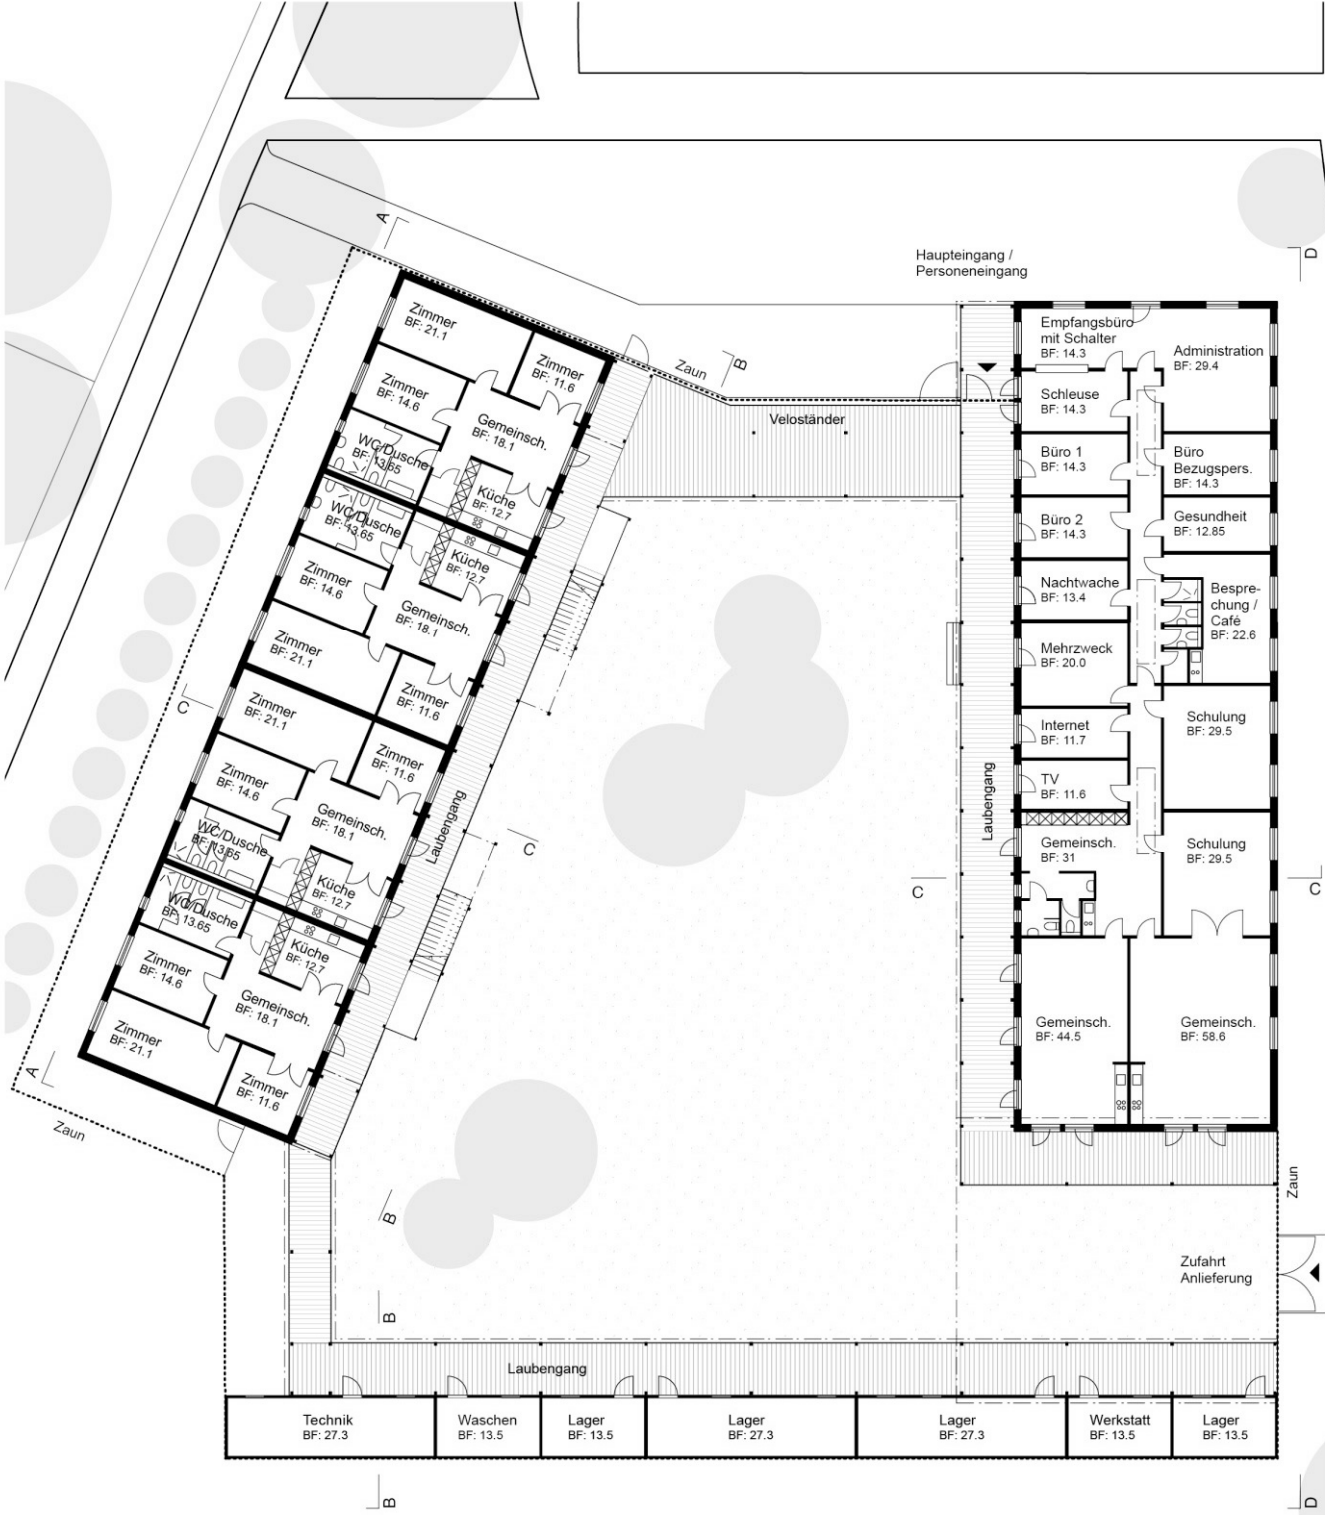 A
Haupteingang /
Personeneingang
D
Zaun
B
Veloständer
Zimmer
BF: 21.1
Zimmer
BF: 11.6
Zimmer
BF: 14.6
Gemeinsch.
BF: 18.1
WC/Dusche
BF: 13.65
Küche
BF: 12.7
WC/Dusche
BF: 13.65
Küche
BF: 12.7
Zimmer
BF: 14.6
Gemeinsch.
BF: 18.1
Zimmer
BF: 21.1
Zimmer
BF: 11.6
C
Zimmer
BF: 21.1
Zimmer
BF: 11.6
Zimmer
BF: 14.6
Gemeinsch.
BF: 18.1
WC/Dusche
BF: 13.65
Küche
BF: 12.7
Laubengang
C
WC/Dusche
BF: 13.65
Küche
BF: 12.7
Zimmer
BF: 14.6
Gemeinsch.
BF: 18.1
Zimmer
BF: 21.1
Zimmer
BF: 11.6
A
Zaun
Empfangsbüro
mit Schalter
BF: 14.3
Administration
BF: 29.4
Schleuse
BF: 14.3
Büro 1
BF: 14.3
Büro
Bezugspers.
BF: 14.3
Büro 2
BF: 14.3
Gesundheit
BF: 12.85
Nachtwache
BF: 13.4
Bespre-
chung /
Café
BF: 22.6
Mehrzweck
BF: 20.0
Internet
BF: 11.7
Schulung
BF: 29.5
TV
BF: 11.6
Laubengang
Gemeinsch.
BF: 31
Schulung
BF: 29.5
C
C
Gemeinsch.
BF: 44.5
Gemeinsch.
BF: 58.6
Zaun
B
Zufahrt
Anlieferung
B
Laubengang
Technik
BF: 27.3
Waschen
BF: 13.5
Lager
BF: 13.5
Lager
BF: 27.3
Lager
BF: 27.3
Werkstatt
BF: 13.5
Lager
BF: 13.5
B
D